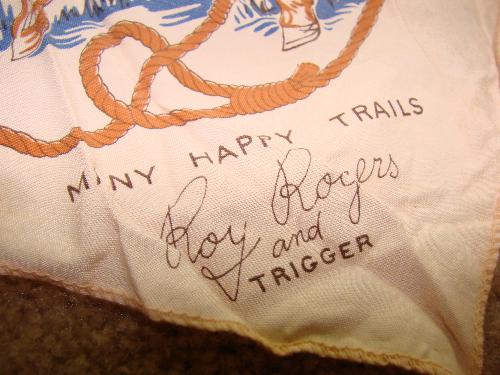 MANY HAPPY TRAILS
Roy Rogers
and
TRIGGER